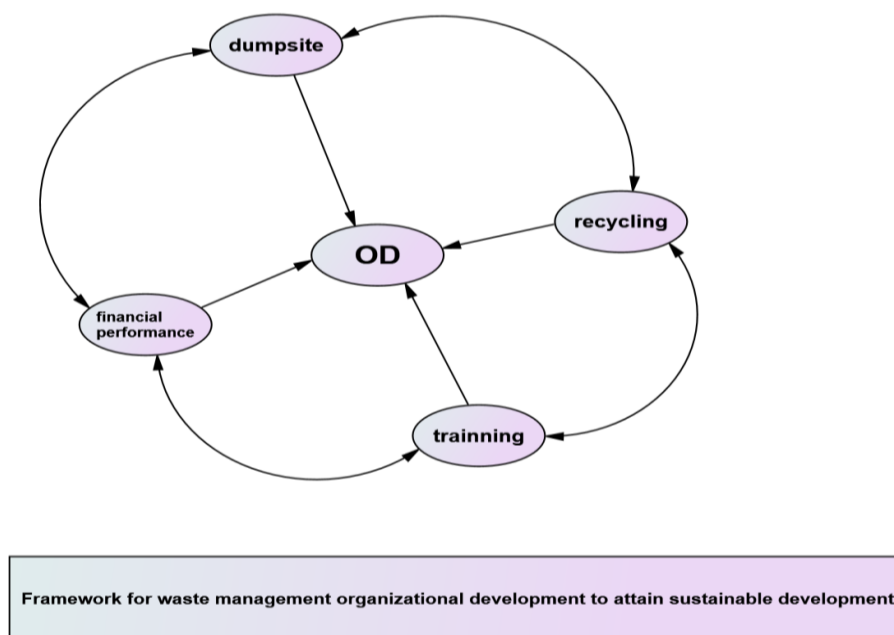 dumpsite
recycling
OD
financial
performance
trainning
Framework for waste management organizational development to attain sustainable development